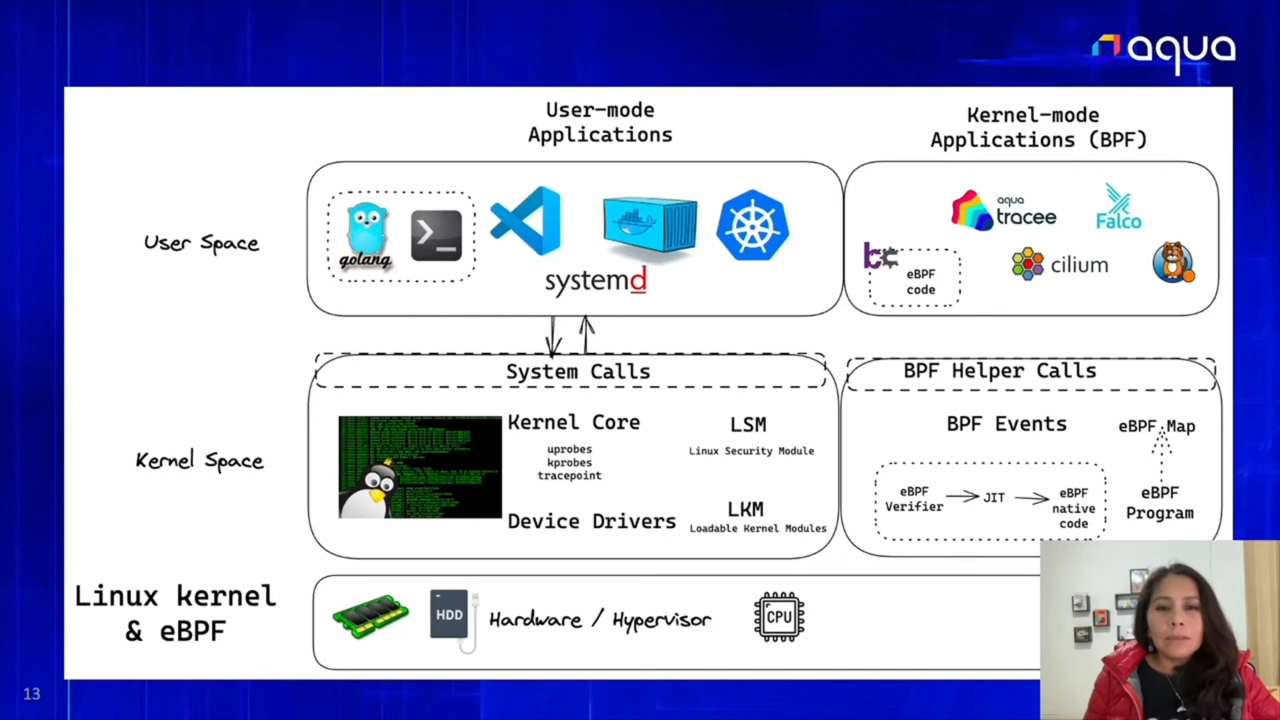 aqua
User-mode
Applications
Kernel-mode
Applications (BPF)
User Space
golang
systemd
aqua
tracee
Falco
bc
eBPF
code
cilium
System Calls
BPF Helper Calls
Kernel Space
Kernel Core
uprobes
kprobes
tracepoint
LSM
Linux Security Module
Device Drivers
LKM
Loadable Kernel Modules
BPF Events
eBPF Map
eBPF
Verifier
JIT
eBPF
native
code
eBPF
Program
Linux kernel
& eBPF
HDD
Hardware / Hypervisor
CPU
13